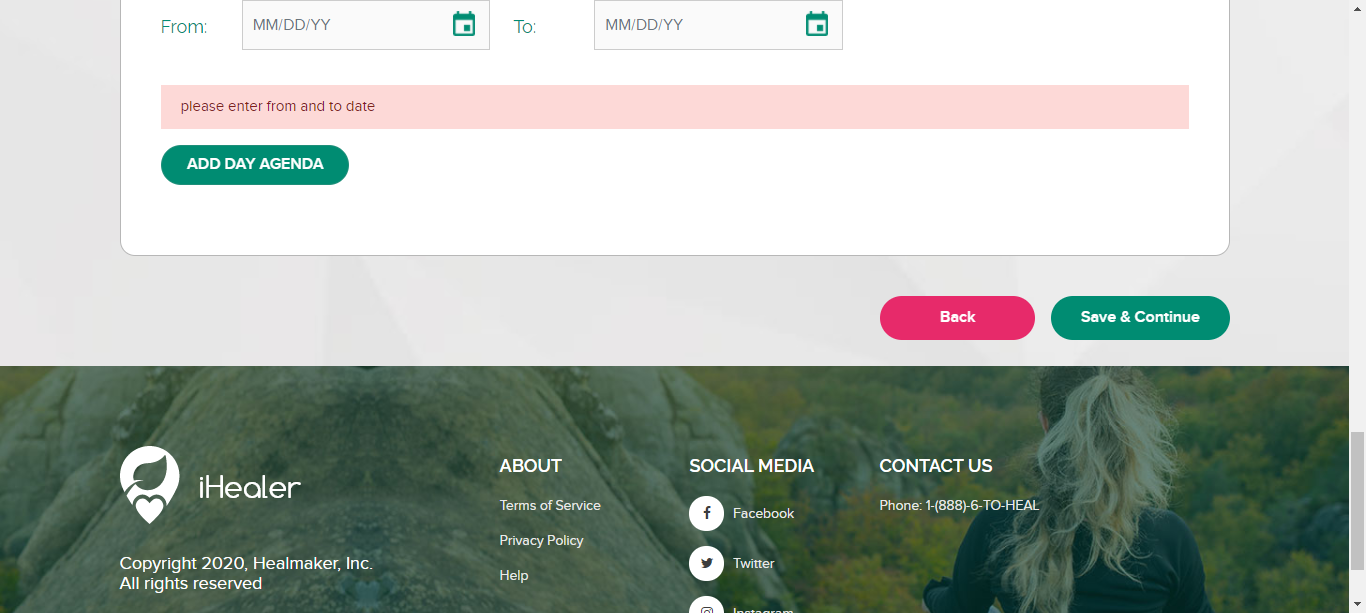 From:
MM/DD/YY
To:
MM/DD/YY
please enter from and to date
ADD DAY AGENDA
Back
Save & Continue
iHealer
Copyright 2020, Healmaker, Inc.
All rights reserved
ABOUT
Terms of Service
Privacy Policy
Help
SOCIAL MEDIA
Facebook
Twitter
Instagram
CONTACT US
Phone: 1-(888)-6-TO-HEAL